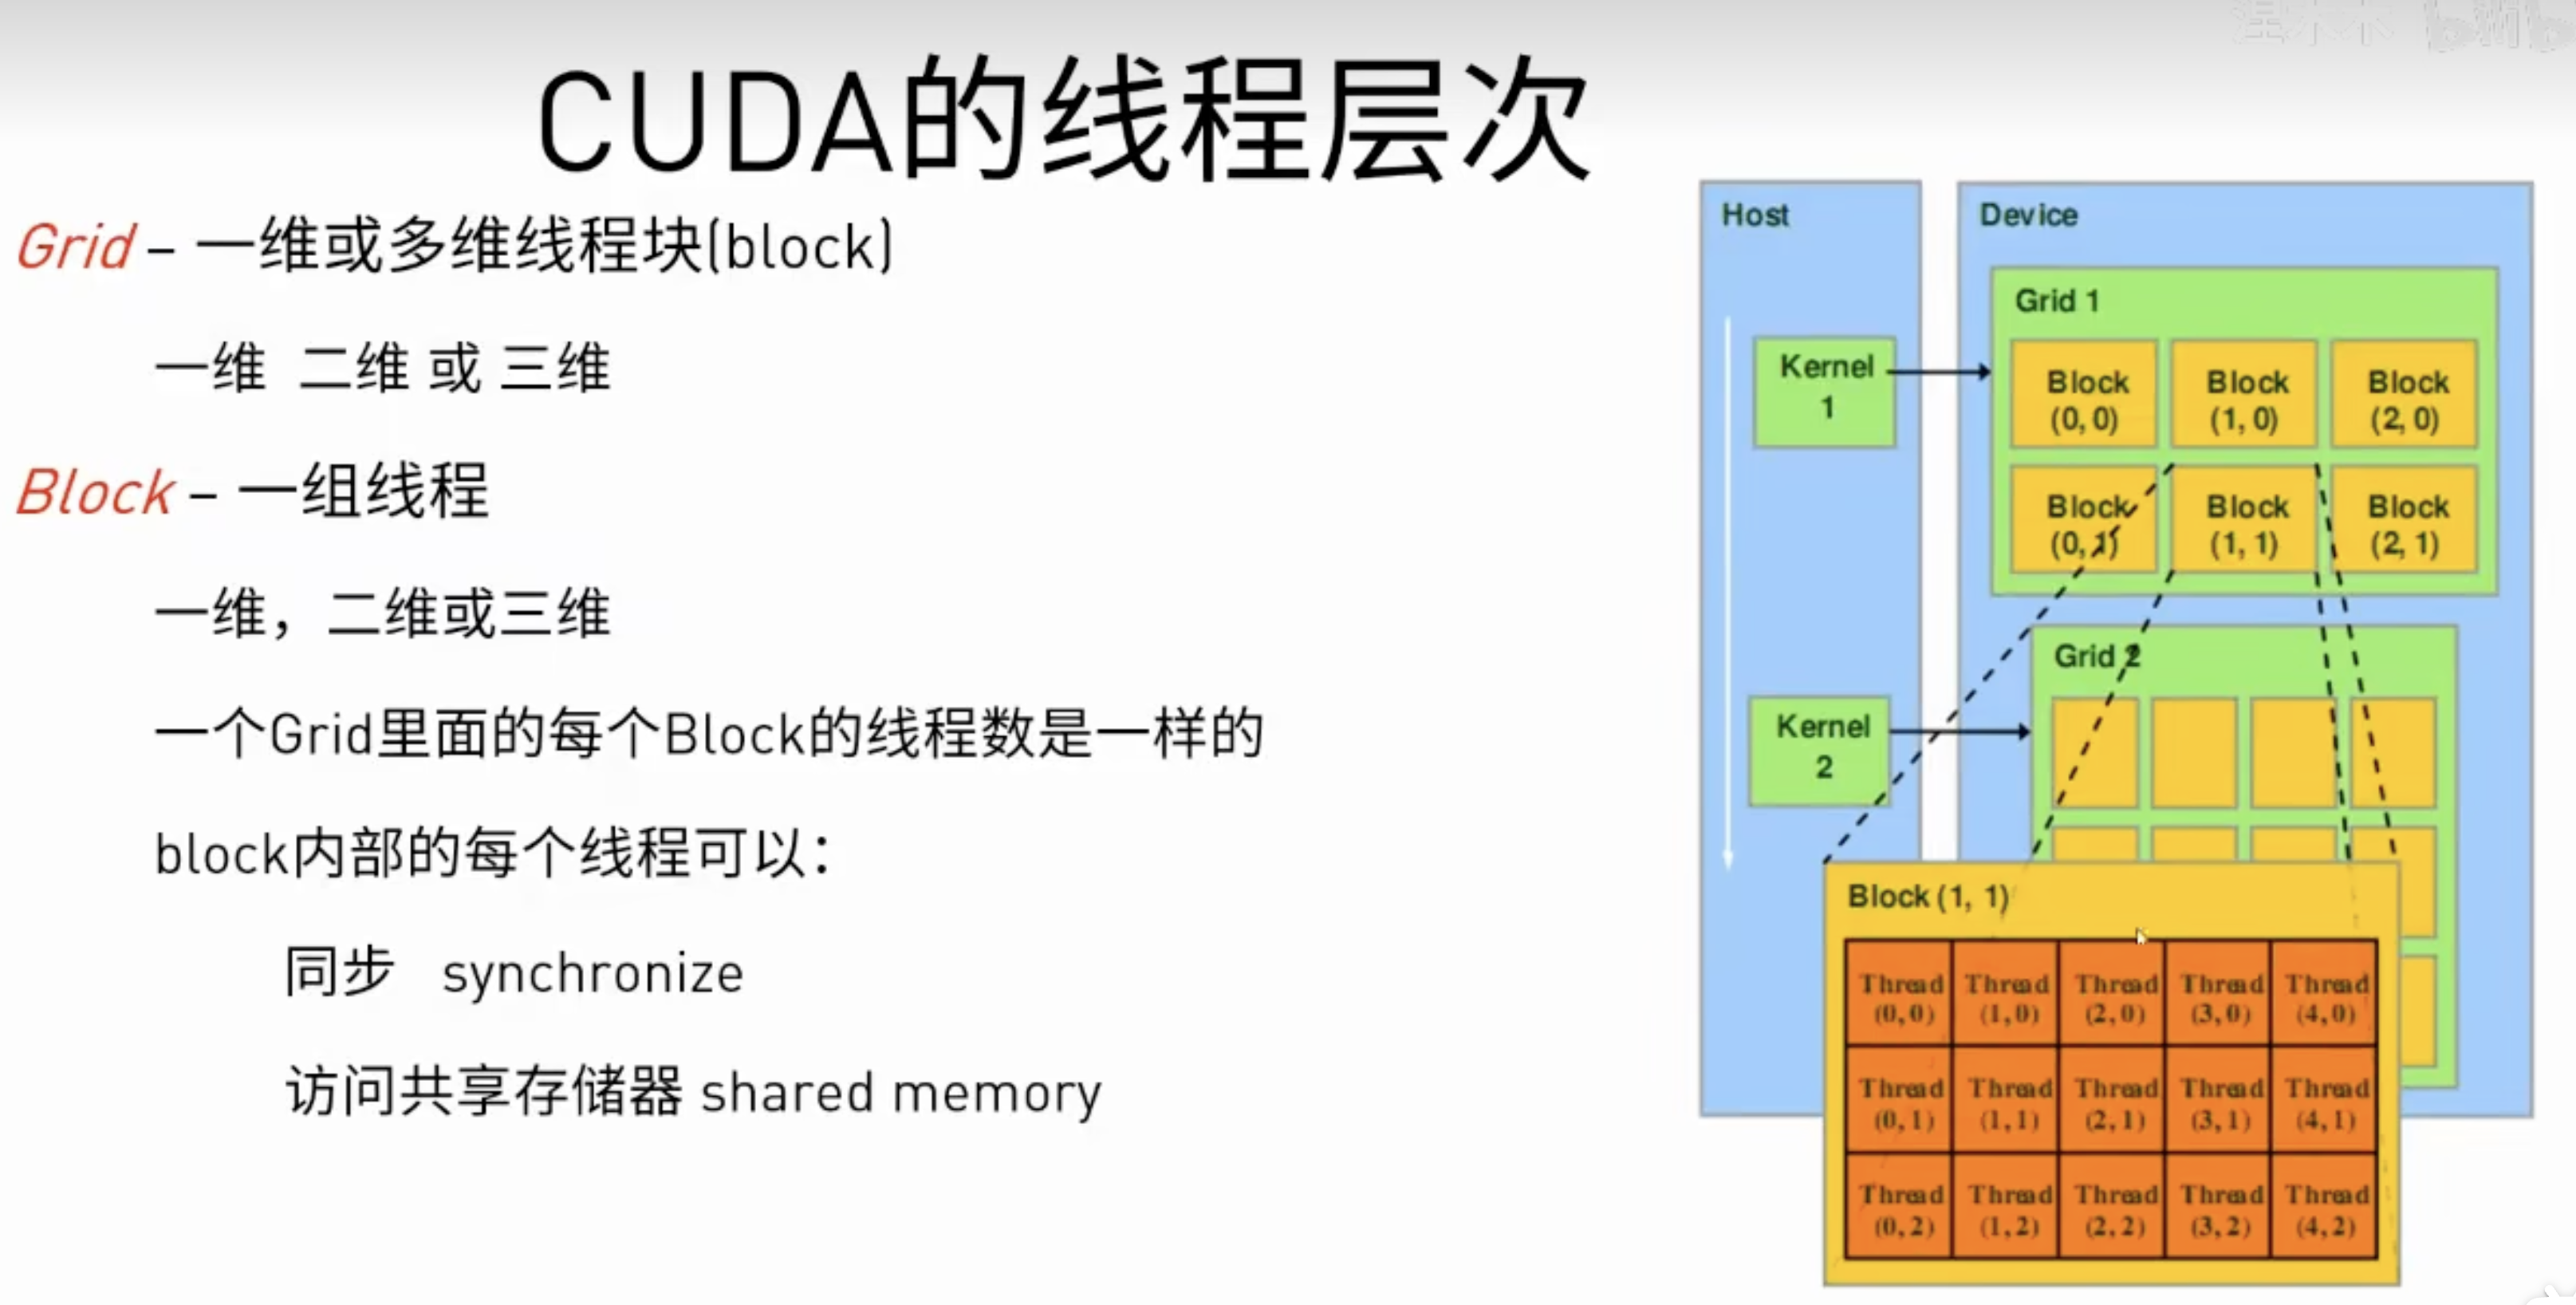 CUDA的线程层次
Grid – 一维或多维线程块(block)
一维 二维 或 三维
Block – 一组线程
一维，二维或三维
一个Grid里面的每个Block的线程数是一样的
block内部的每个线程可以：
同步 synchronize
访问共享存储器 shared memory
Host
Device
Grid 1
Kernel
1
Block
(0, 0)
Block
(1, 0)
Block
(2, 0)
Block
(0, 1)
Block
(1, 1)
Block
(2, 1)
Grid 2
Kernel
2
Block (1, 1)
Thread
(0,0)
Thread
(1,0)
Thread
(2,0)
Thread
(3,0)
Thread
(4,0)
Thread
(0,1)
Thread
(1,1)
Thread
(2,1)
Thread
(3,1)
Thread
(4,1)
Thread
(0,2)
Thread
(1,2)
Thread
(2,2)
Thread
(3,2)
Thread
(4,2)